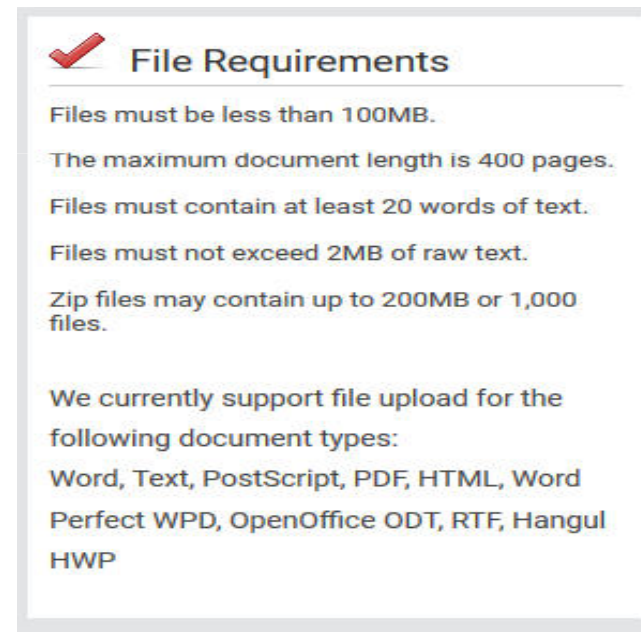 File Requirements
Files must be less than 100MB.
The maximum document length is 400 pages.
Files must contain at least 20 words of text.
Files must not exceed 2MB of raw text.
Zip files may contain up to 200MB or 1,000
files.
We currently support file upload for the
following document types:
Word, Text, PostScript, PDF, HTML, Word
Perfect WPD, OpenOffice ODT, RTF, Hangul
HWP